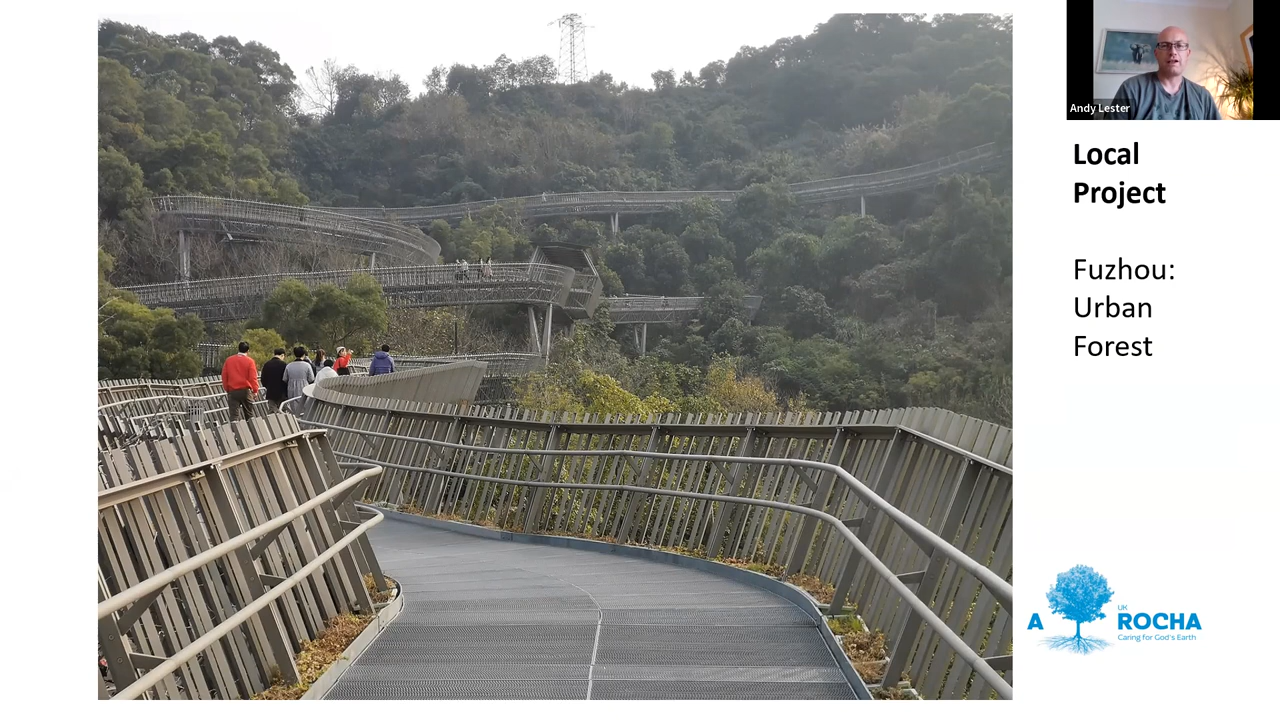 Andy Lester
Local
Project
Fuzhou:
Urban
Forest
UK
A ROCHA
Caring for God's Earth